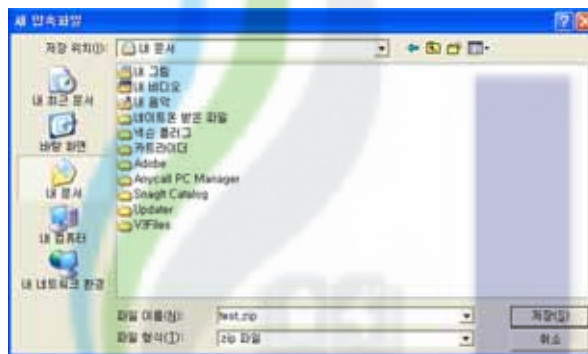 새 압축파일
저장 위치(I): 내 문서
내 최근 문서
바탕 화면
내 문서
내 컴퓨터
내 네트워크 환경
내 그림
내 비디오
내 음악
네이트온 받은 파일
넥슨 플러그
카트라이더
Adobe
Anycall PC Manager
SnagIt Catalog
Updater
V3Files
파일 이름(N): test.zip 저장(S)
파일 형식(T): zip 파일 취소